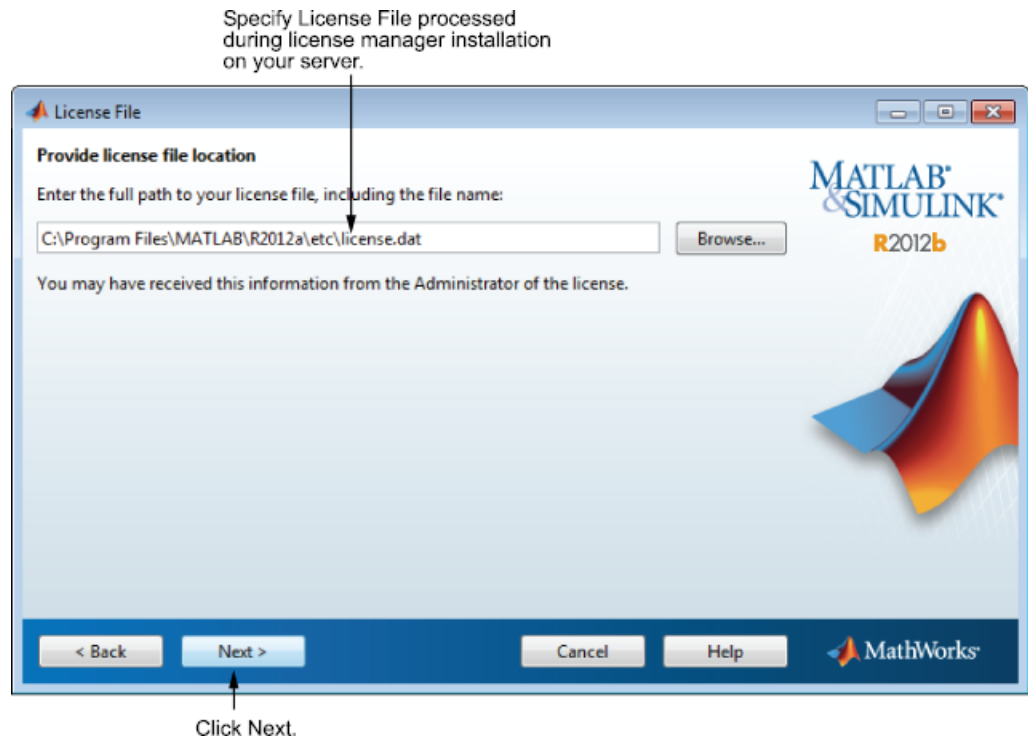 Specify License File processed
during license manager installation
on your server.
License File
Provide license file location
Enter the full path to your license file, including the file name:
C:\Program Files\MATLAB\R2012a\etc\license.dat
Browse...
You may have received this information from the Administrator of the license.
MATLAB®
&SIMULINK®
R2012b
< Back
Next >
Cancel
Help
MathWorks®
Click Next.